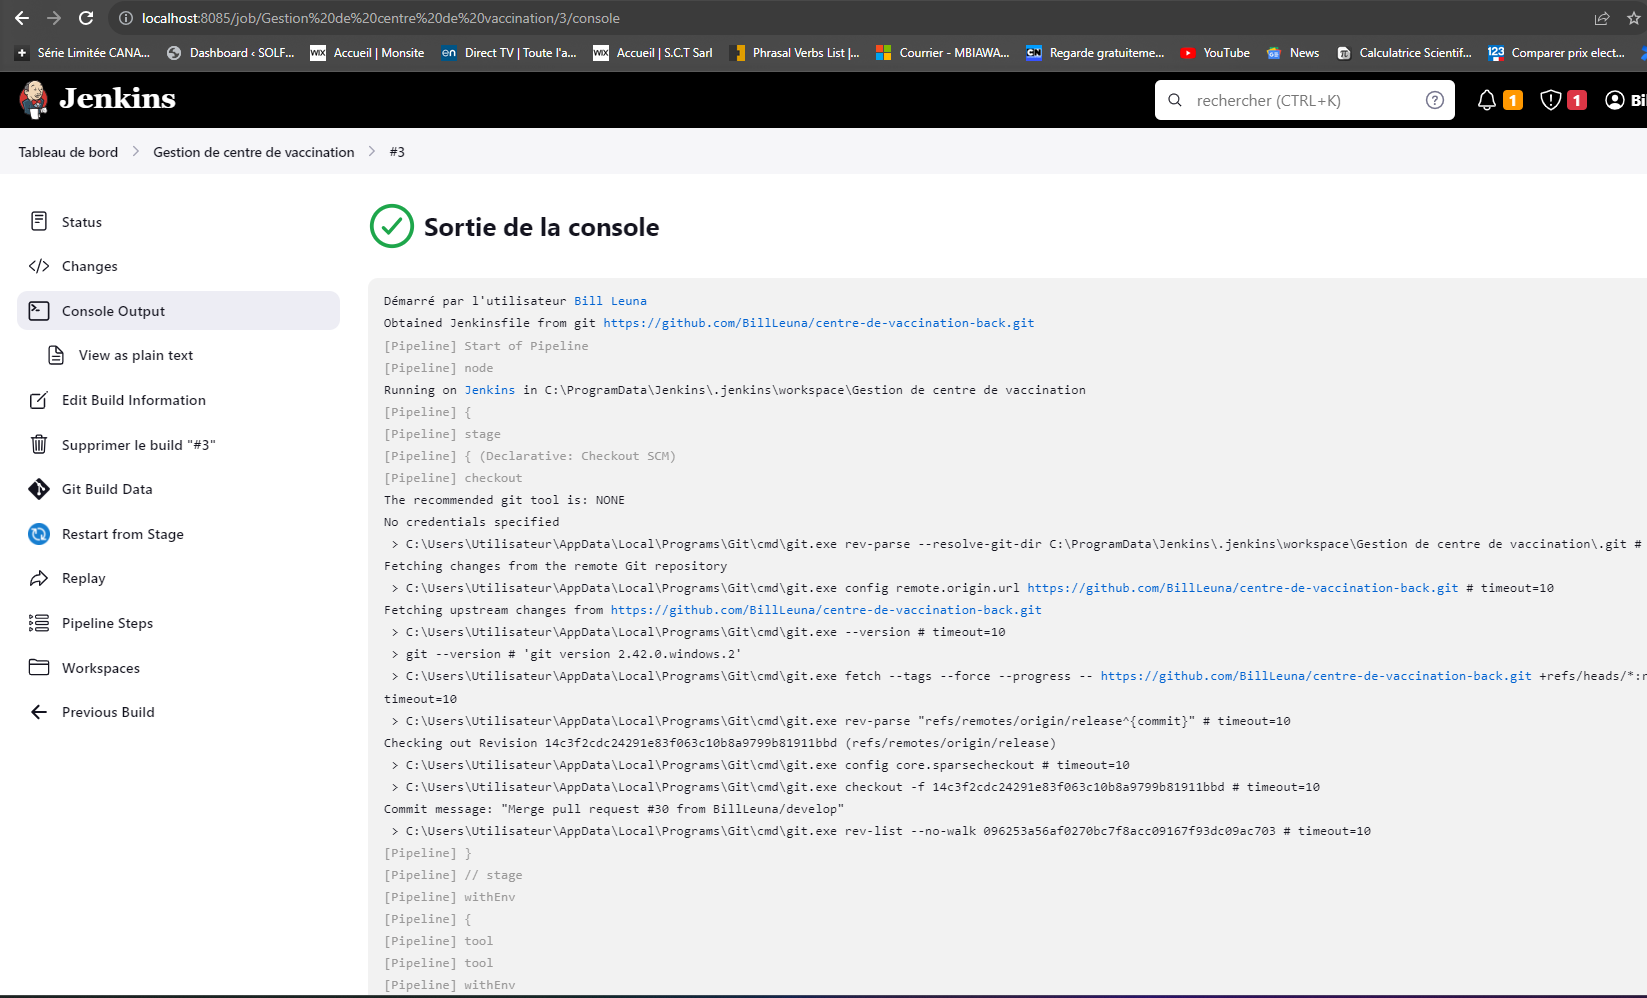 localhost:8085/job/Gestion%20de%20centre%20de%20vaccination/3/console
Série Limitée CANA... Dashboard ‹ SOLF... WIX Accueil | Monsite en Direct TV | Toute l'a... WIX Accueil | S.C.T Sarl Phrasal Verbs List |... Courrier - MBIAWA... Regarde gratuiteme... YouTube News Calculatrice Scientif... 123 Comparer prix elect...
Jenkins
rechercher (CTRL+K)
1
1
Bil
Tableau de bord > Gestion de centre de vaccination > #3
Status
Changes
Console Output
View as plain text
Edit Build Information
Supprimer le build "#3"
Git Build Data
Restart from Stage
Replay
Pipeline Steps
Workspaces
Previous Build
Sortie de la console
Démarré par l'utilisateur Bill Leuna
Obtained Jenkinsfile from git https://github.com/BillLeuna/centre-de-vaccination-back.git
[Pipeline] Start of Pipeline
[Pipeline] node
Running on Jenkins in C:\ProgramData\Jenkins\.jenkins\workspace\Gestion de centre de vaccination
[Pipeline] {
[Pipeline] stage
[Pipeline] { (Declarative: Checkout SCM)
[Pipeline] checkout
The recommended git tool is: NONE
No credentials specified
> C:\Users\Utilisateur\AppData\Local\Programs\Git\cmd\git.exe rev-parse --resolve-git-dir C:\ProgramData\Jenkins\.jenkins\workspace\Gestion de centre de vaccination\.git #
Fetching changes from the remote Git repository
> C:\Users\Utilisateur\AppData\Local\Programs\Git\cmd\git.exe config remote.origin.url https://github.com/BillLeuna/centre-de-vaccination-back.git # timeout=10
Fetching upstream changes from https://github.com/BillLeuna/centre-de-vaccination-back.git
> C:\Users\Utilisateur\AppData\Local\Programs\Git\cmd\git.exe --version # timeout=10
> git --version # 'git version 2.42.0.windows.2'
> C:\Users\Utilisateur\AppData\Local\Programs\Git\cmd\git.exe fetch --tags --force --progress -- https://github.com/BillLeuna/centre-de-vaccination-back.git +refs/heads/*:r
timeout=10
> C:\Users\Utilisateur\AppData\Local\Programs\Git\cmd\git.exe rev-parse "refs/remotes/origin/release^{commit}" # timeout=10
Checking out Revision 14c3f2cdc24291e83f063c10b8a9799b81911bbd (refs/remotes/origin/release)
> C:\Users\Utilisateur\AppData\Local\Programs\Git\cmd\git.exe config core.sparsecheckout # timeout=10
> C:\Users\Utilisateur\AppData\Local\Programs\Git\cmd\git.exe checkout -f 14c3f2cdc24291e83f063c10b8a9799b81911bbd # timeout=10
Commit message: "Merge pull request #30 from BillLeuna/develop"
> C:\Users\Utilisateur\AppData\Local\Programs\Git\cmd\git.exe rev-list --no-walk 096253a56af0270bc7f8acc09167f93dc09ac703 # timeout=10
[Pipeline] }
[Pipeline] // stage
[Pipeline] withEnv
[Pipeline] {
[Pipeline] tool
[Pipeline] tool
[Pipeline] withEnv